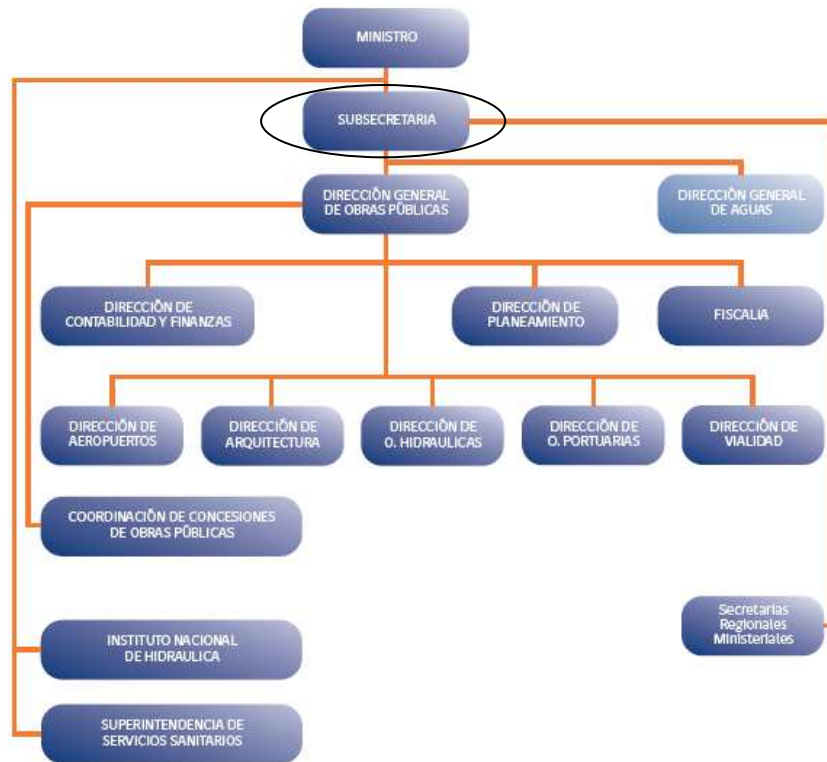 MINISTRO
SUBSECRETARIA
DIRECCIÓN GENERAL
DE OBRAS PÚBLICAS
DIRECCIÓN GENERAL
DE AGUAS
DIRECCIÓN DE
CONTABILIDAD Y FINANZAS
DIRECCIÓN DE
PLANEAMIENTO
FISCALIA
DIRECCIÓN DE
AEROPUERTOS
DIRECCIÓN DE
ARQUITECTURA
DIRECCIÓN DE
O. HIDRAULICAS
DIRECCIÓN DE
O. PORTUARIAS
DIRECCIÓN DE
VIALIDAD
COORDINACIÓN DE CONCESIONES
DE OBRAS PÚBLICAS
INSTITUTO NACIONAL
DE HIDRAULICA
Secretarias
Regionales
Ministeriales
SUPERINTENDENCIA DE
SERVICIOS SANITARIOS